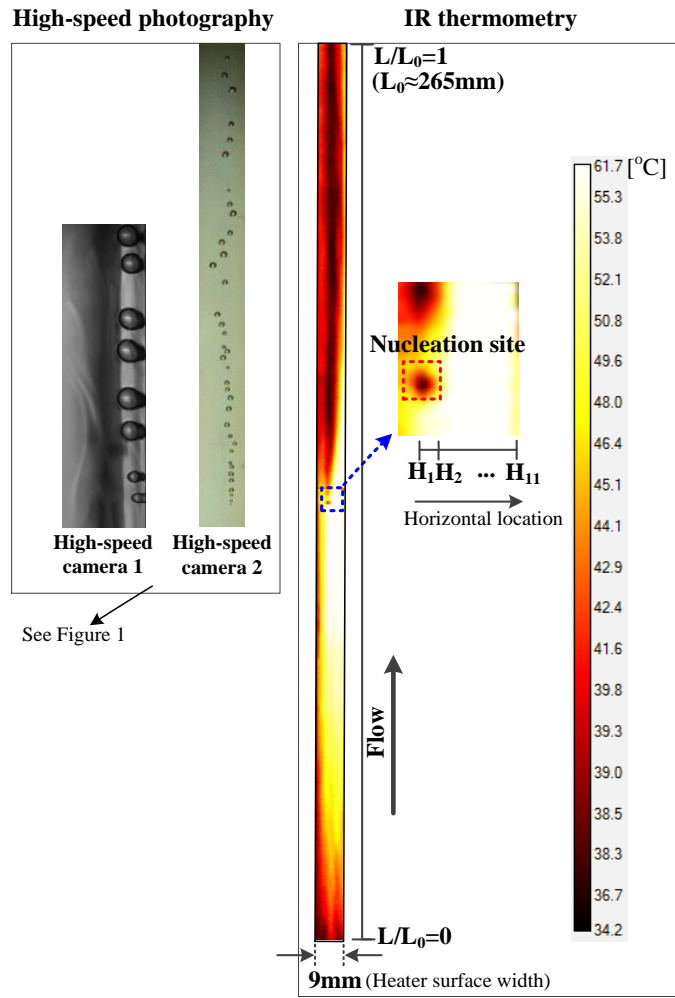 High-speed photography
IR thermometry
L/L₀=1
(L₀≈265mm)
[°C]
61.7
55.3
53.8
52.1
50.8
49.6
48.0
46.4
45.4
44.1
42.9
42.4
41.6
39.8
39.3
39.0
38.5
38.3
36.7
34.2
Nucleation site
H₁ H₂ ... H₁₁
Horizontal location
High-speed
camera 1
High-speed
camera 2
See Figure 1
Flow
L/L₀=0
9mm (Heater surface width)